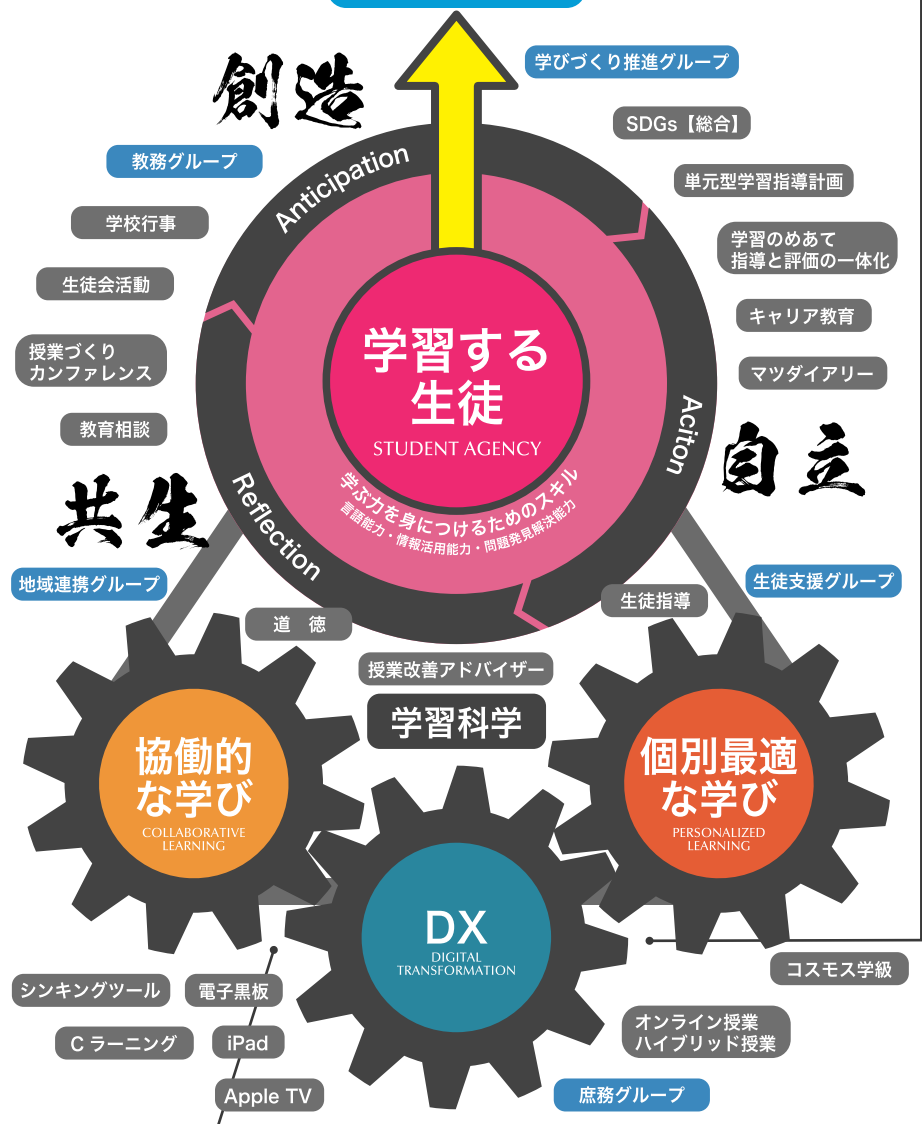 学びづくり推進グループ
創造
SDGs【総合】
教務グループ
Anticipation
単元型学習指導計画
学校行事
学習のめあて
指導と評価の一体化
生徒会活動
キャリア教育
授業づくり
カンファレンス
マツダイアリー
学習する
生徒
STUDENT AGENCY
教育相談
Aciton
自立
共生
Reflection
学ぶ力を身につけるためのスキル
言語能力・情報活用能力・問題発見解決能力
地域連携グループ
生徒支援グループ
道 徳
生徒指導
授業改善アドバイザー
学習科学
協働的
な学び
COLLABORATIVE
LEARNING
個別最適
な学び
PERSONALIZED
LEARNING
DX
DIGITAL
TRANSFORMATION
シンキングツール
電子黒板
コスモス学級
C ラーニング
iPad
オンライン授業
ハイブリッド授業
Apple TV
庶務グループ